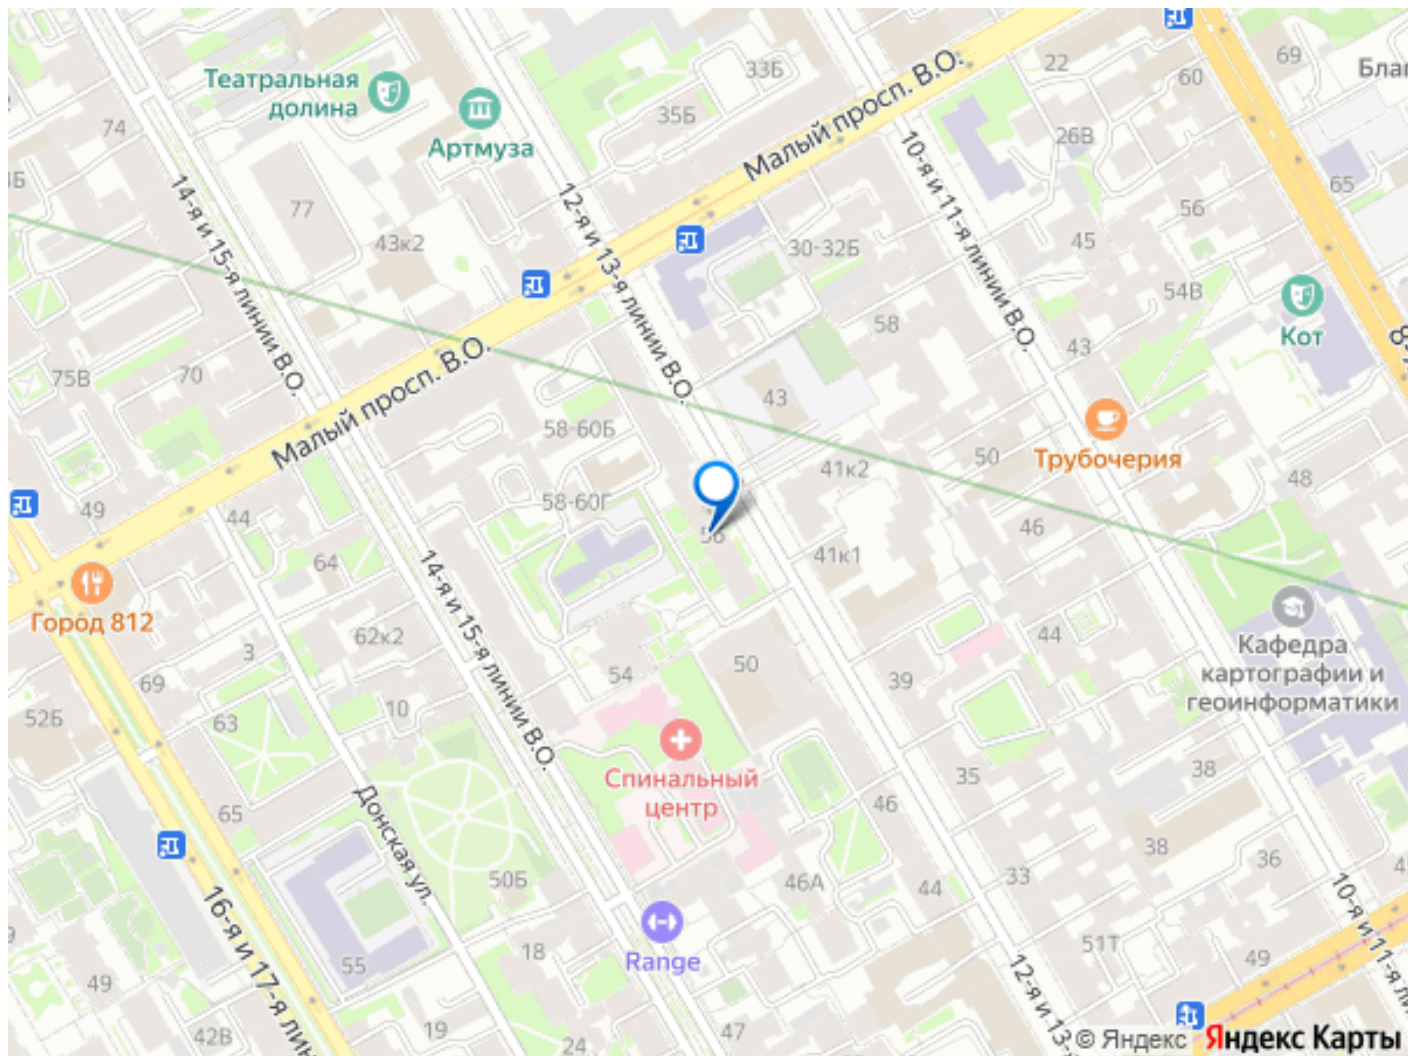 22
69
60
Благ
33Б
Театральная
долина
Артмуза
35Б
74
Малый просп. В.О.
10-я и 11-я линии В.О.
26В
65
56
14-я и 15-я линии В.О.
77
12-я и 13-я линии В.О.
43к2
30-32Б
45
54В
Кот
58
43
75В
70
Малый просп. В.О.
43
58-60Б
Трубочерия
50
41к2
48
49
44
58-60Г
46
41к1
64
14-я и 15-я линии В.О.
Город 812
62к2
3
69
54
50
44
39
Кафедра
картографии и
геоинформатики
52Б
63
10
Спинальный
центр
35
38
65
Донская ул.
46
38
36
50Б
46А
44
33
10-я и 11-я
16-я и 17-я лин
18
Range
51Т
49
55
49
12-я и 13-я
42В
19
24
47
© Яндекс Яндекс Карты